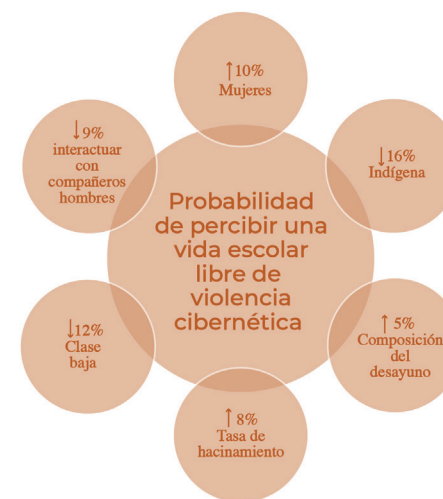 ↑10%
Mujeres
↓9%
interactuar
con
compañeros
hombres
↓16%
Indígena
Probabilidad
de percibir una
vida escolar
libre de
violencia
cibernética
↓12%
Clase
baja
↑ 5%
Composición
del
desayuno
↑ 8%
Tasa de
hacinamiento